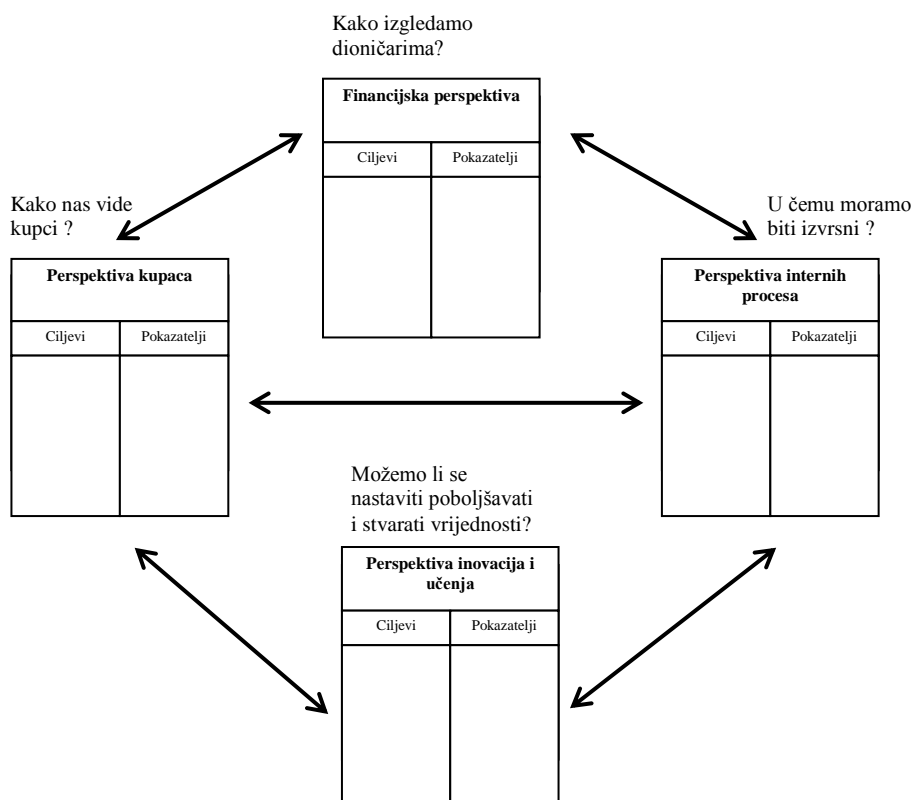 Kako izgledamo
dioničarima?
Financijska perspektiva
Ciljevi
Pokazatelji
Kako nas vide
kupci ?
Perspektiva kupaca
Ciljevi
Pokazatelji
U čemu moramo
biti izvrsni ?
Perspektiva internih
procesa
Ciljevi
Pokazatelji
Možemo li se
nastaviti poboljšavati
i stvarati vrijednosti?
Perspektiva inovacija i
učenja
Ciljevi
Pokazatelji